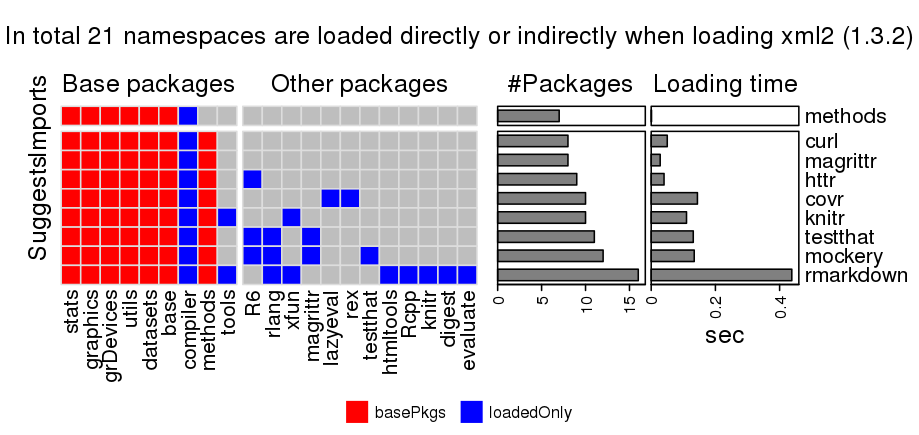 In total 21 namespaces are loaded directly or indirectly when loading xml2 (1.3.2)
Base packages
Other packages
#Packages
Loading time
Imports
methods
Suggests
curl
magrittr
httr
covr
knitr
testthat
mockery
rmarkdown
stats
graphics
grDevices
utils
datasets
base
compiler
methods
tools
R6
rlang
xfun
magrittr
lazyeval
rex
testthat
htmltools
Rcpp
knitr
digest
evaluate
0 5 10 15
0 0.2 0.4
sec
basePkgs
loadedOnly